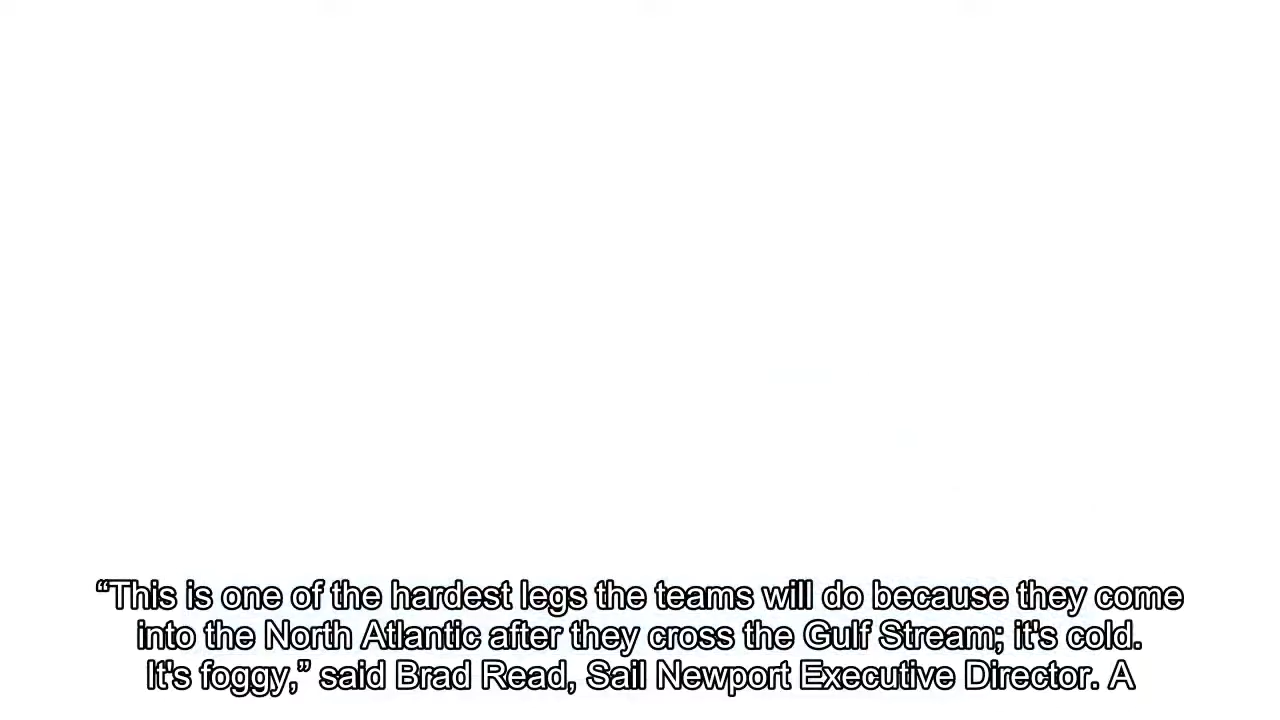 “This is one of the hardest legs the teams will do because they come
into the North Atlantic after they cross the Gulf Stream; it's cold.
It's foggy,” said Brad Read, Sail Newport Executive Director. A